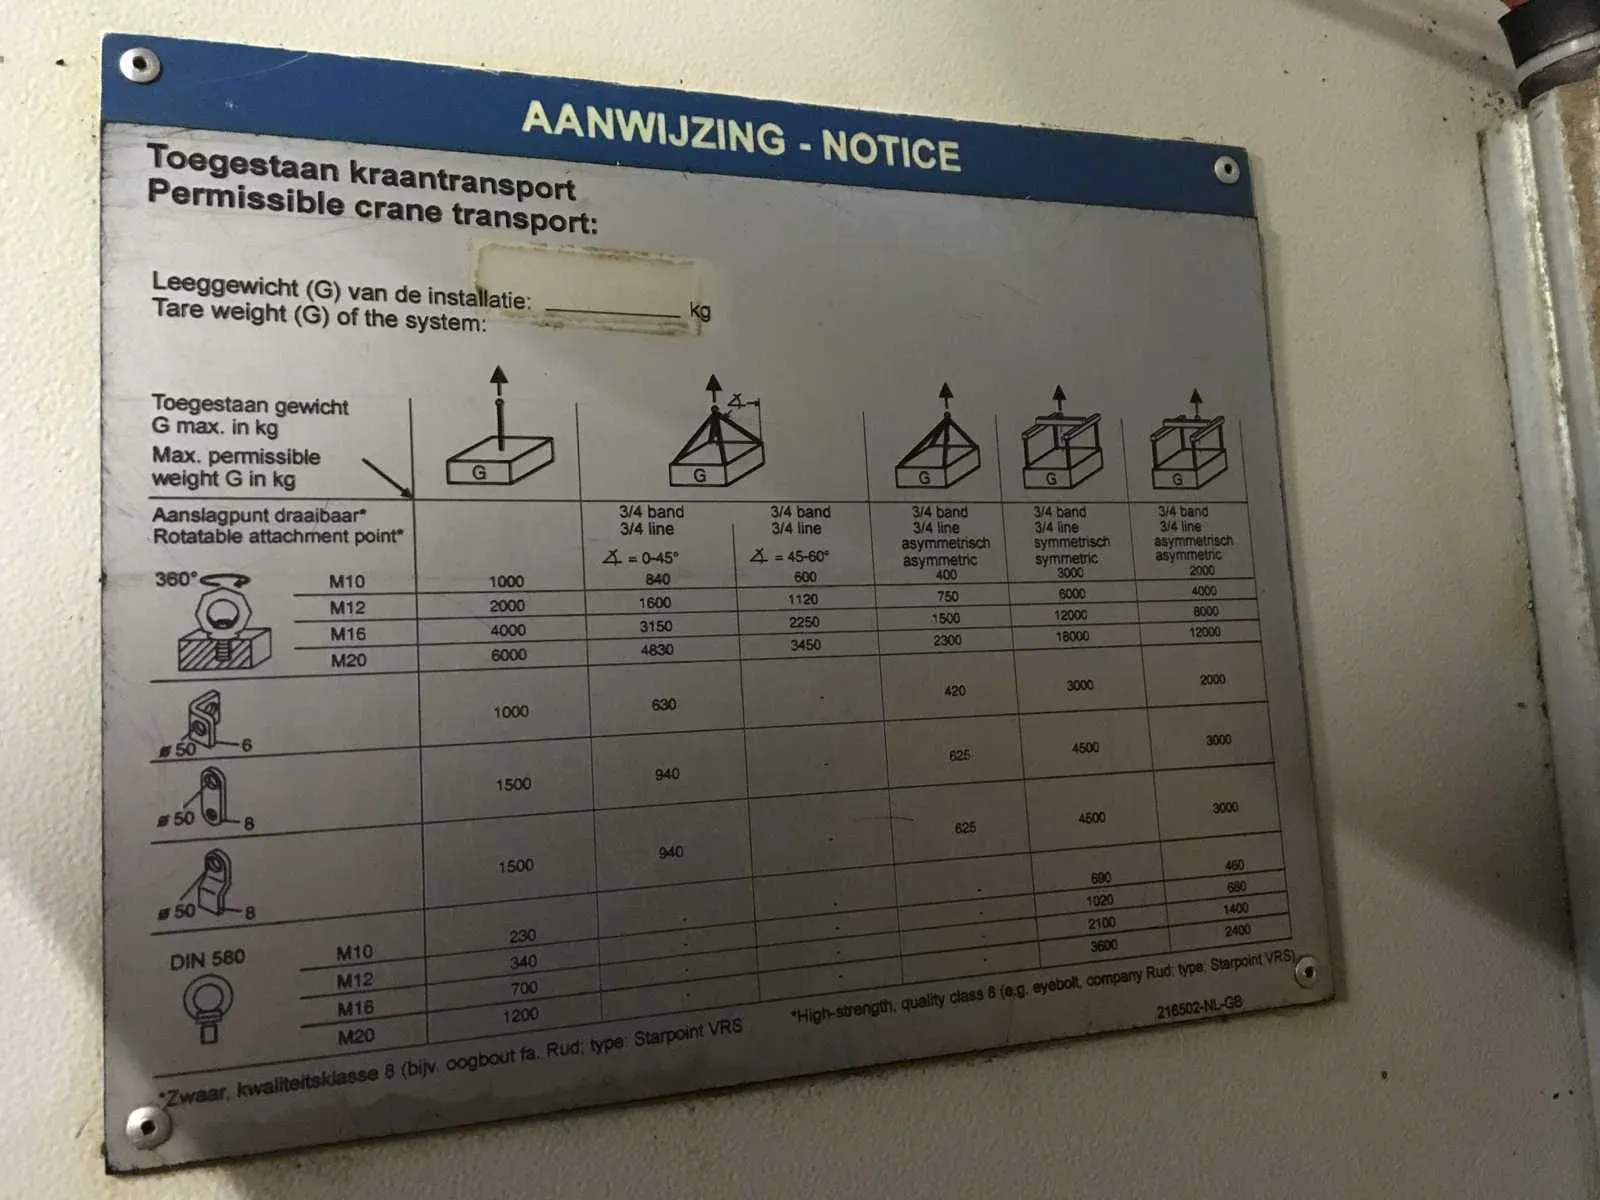 AANWIJZING - NOTICE
Toegestaan kraantransport
Permissible crane transport:
Leeggewicht (G) van de installatie: __________ kg
Tare weight (G) of the system:
Toegestaan gewicht
G max. in kg
Max. permissible
weight G in kg
G G G G G
Aanslagpunt draaibaar*
Rotatable attachment point*
3/4 band 3/4 band 3/4 band 3/4 band 3/4 band
3/4 line 3/4 line 3/4 line 3/4 line 3/4 line
asymmetrisch symmetrisch asymmetrisch
∡ = 0-45° ∡ = 45-60° asymmetric symmetric asymmetric
360° M10 1000 840 600 400 3000 2000
M12 2000 1600 1120 750 6000 4000
M16 4000 3150 2250 1500 12000 8000
M20 6000 4830 3450 2300 18000 12000
ø 50 6 1000 630 - 420 3000 2000
ø 50 8 1500 940 - 625 4500 3000
ø 50 8 1500 940 - 625 4500 3000
DIN 580 M10 230 - - - 690 460
M12 340 - - - 1020 680
M16 700 - - - 2100 1400
M20 1200 - - - 3600 2400
*Zwaar, kwaliteitsklasse 8 (bijv. oogbout fa. Rud; type: Starpoint VRS
*High-strength, quality class 8 (e.g. eyebolt, company Rud; type: Starpoint VRS)
216502-NL-GB